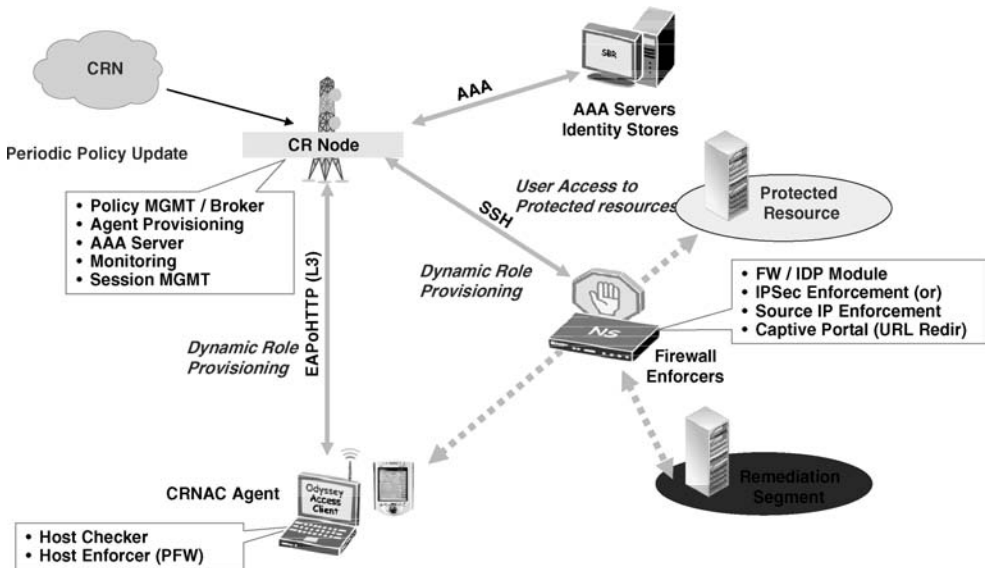 CRN
SBR
AAA
AAA Servers
Identity Stores
CR Node
Periodic Policy Update
• Policy MGMT / Broker
• Agent Provisioning
• AAA Server
• Monitoring
• Session MGMT
User Access to
Protected resources
Protected
Resource
SSH
Dynamic Role
Provisioning
• FW / IDP Module
• IPSec Enforcement (or)
• Source IP Enforcement
• Captive Portal (URL Redir)
NS
Firewall
Enforcers
EAPoHTTP (L3)
Dynamic Role
Provisioning
Remediation
Segment
CRNAC Agent
Odyssey
Access
Client
• Host Checker
• Host Enforcer (PFW)